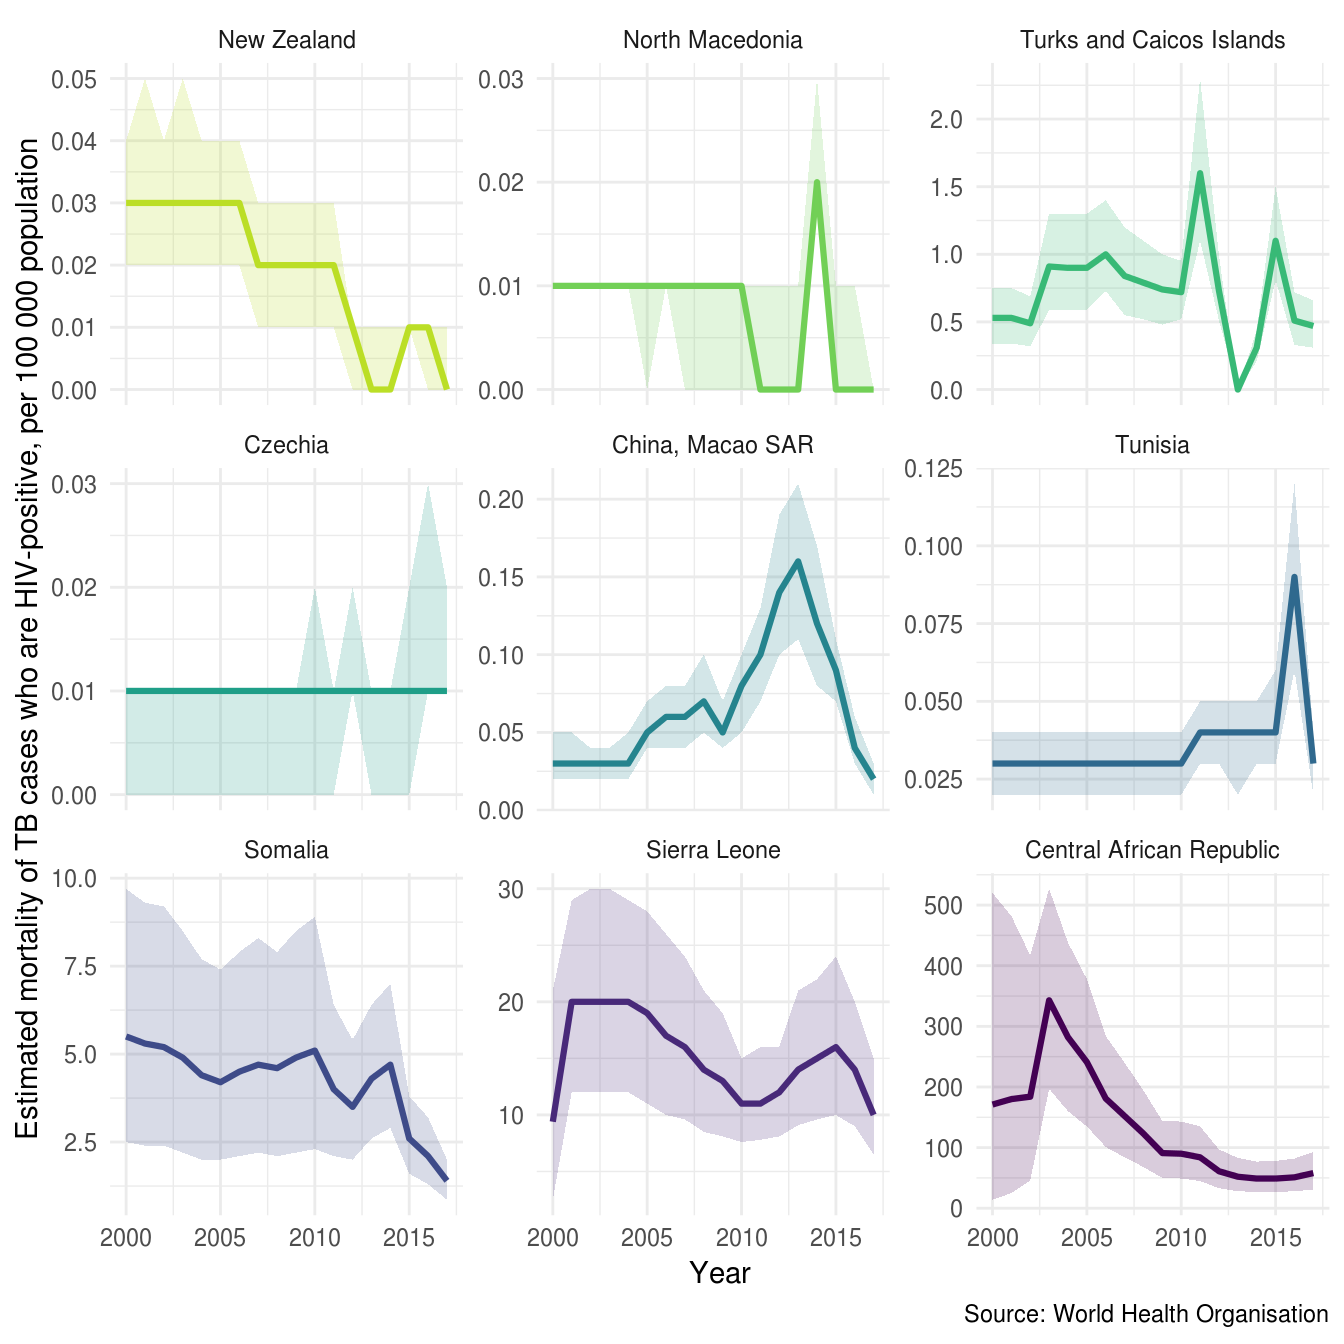 New Zealand
North Macedonia
Turks and Caicos Islands
0.05
0.04
0.03
0.02
0.01
0.00
0.03
0.02
0.01
0.00
2.0
1.5
1.0
0.5
0.0
Czechia
China, Macao SAR
Tunisia
0.03
0.02
0.01
0.00
0.20
0.15
0.10
0.05
0.00
0.125
0.100
0.075
0.050
0.025
Somalia
Sierra Leone
Central African Republic
10.0
7.5
5.0
2.5
30
20
10
500
400
300
200
100
0
2000 2005 2010 2015
2000 2005 2010 2015
2000 2005 2010 2015
Estimated mortality of TB cases who are HIV-positive, per 100 000 population
Year
Source: World Health Organisation